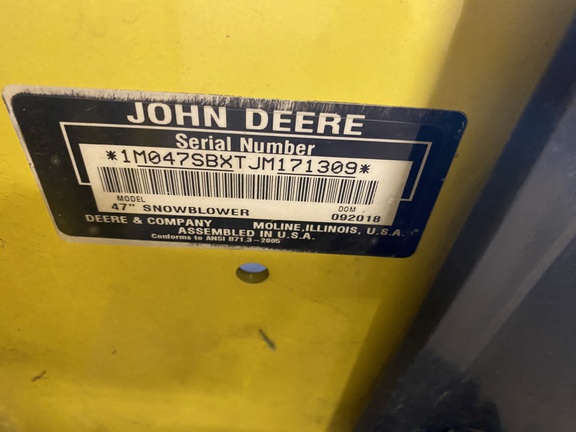 JOHN DEERE
Serial Number
*1M047SBXTJM171309*
MODEL DOM
47" SNOWBLOWER 092018
DEERE & COMPANY MOLINE, ILLINOIS, U.S.A.
ASSEMBLED IN U.S.A.
Conforms to ANSI B71.3-2005